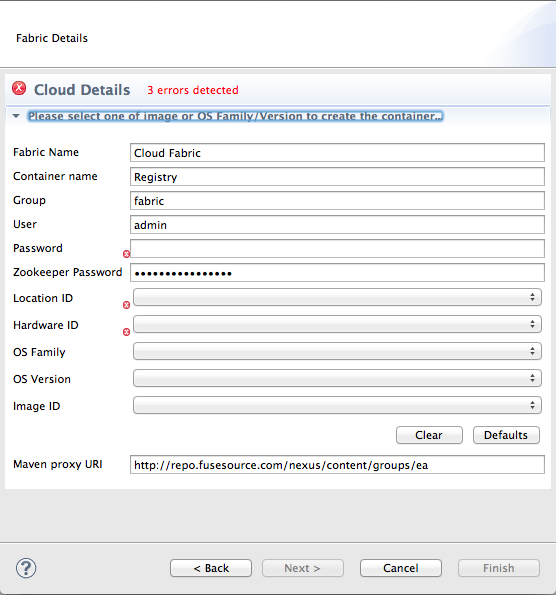 Fabric Details
Cloud Details 3 errors detected
Please select one of image or OS Family/Version to create the container...
Fabric Name Cloud Fabric
Container name Registry
Group fabric
User admin
Password
Zookeeper Password ••••••••••••••••
Location ID
Hardware ID
OS Family
OS Version
Image ID
Clear Defaults
Maven proxy URI http://repo.fusesource.com/nexus/content/groups/ea
? < Back Next > Cancel Finish